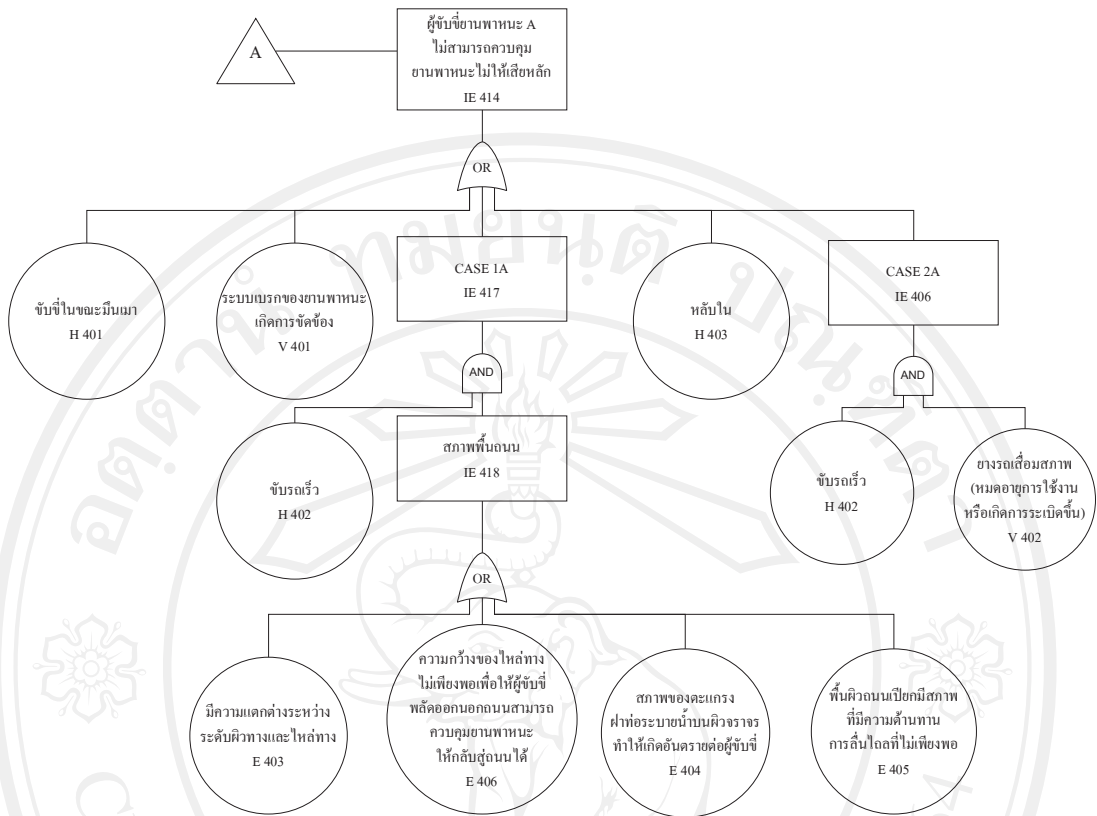 A
ผู้ขับขี่ยานพาหนะ A
ไม่สามารถควบคุม
ยานพาหนะไม่ให้เสียหลัก
IE 414
OR
ขับขี่ในขณะมึนเมา
H 401
ระบบเบรกของยานพาหนะ
เกิดการขัดข้อง
V 401
CASE 1A
IE 417
หลับใน
H 403
CASE 2A
IE 406
AND
AND
ขับรถเร็ว
H 402
สภาพพื้นถนน
IE 418
ขับรถเร็ว
H 402
ยางรถเสื่อมสภาพ
(หมดอายุการใช้งาน
หรือเกิดการระเบิดขึ้น)
V 402
OR
มีความแตกต่างระหว่าง
ระดับผิวทางและไหล่ทาง
E 403
ความกว้างของไหล่ทาง
ไม่เพียงพอเพื่อให้ผู้ขับขี่
พลัดออกนอกถนนสามารถ
ควบคุมยานพาหนะ
ให้กลับสู่ถนนได้
E 406
สภาพของตะแกรง
ฝาท่อระบายน้ำบนผิวจราจร
ทำให้เกิดอันตรายต่อผู้ขับขี่
E 404
พื้นผิวถนนเปียกมีสภาพ
ที่มีความต้านทาน
การลื่นไถลที่ไม่เพียงพอ
E 405